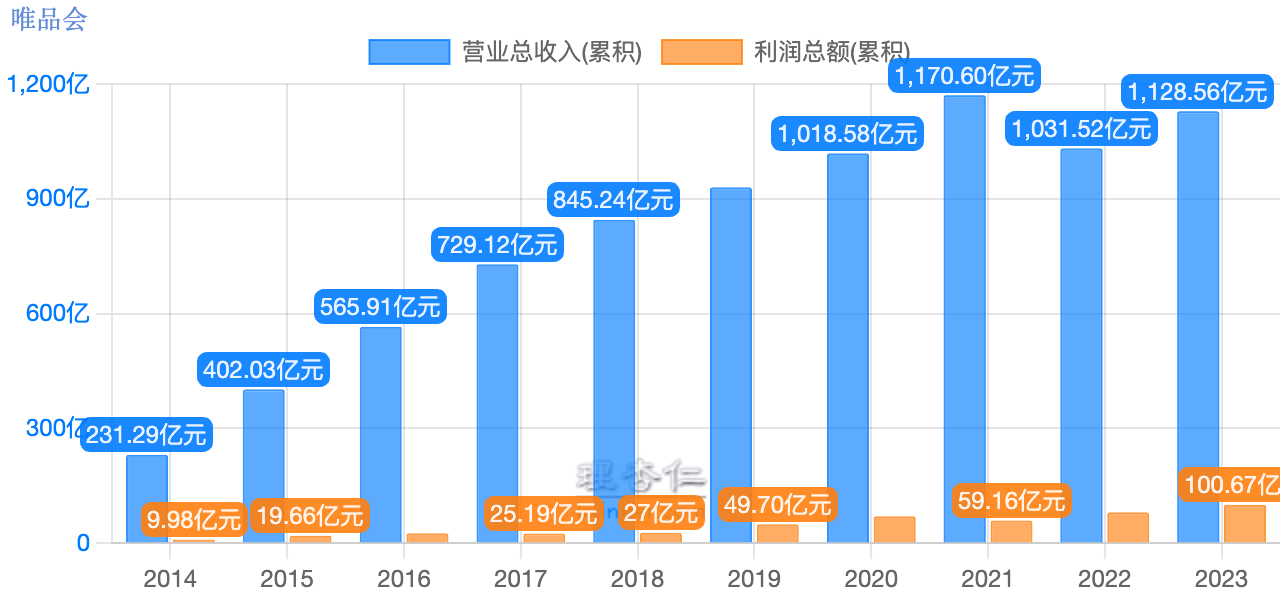 唯品会
营业总收入(累积) 利润总额(累积)
1,200亿
900亿
600亿
300亿
0
231.29亿元
402.03亿元
565.91亿元
729.12亿元
845.24亿元
1,018.58亿元
1,170.60亿元
1,031.52亿元
1,128.56亿元
9.98亿元
19.66亿元
25.19亿元
27亿元
49.70亿元
59.16亿元
100.67亿
理杏仁
2014 2015 2016 2017 2018 2019 2020 2021 2022 2023